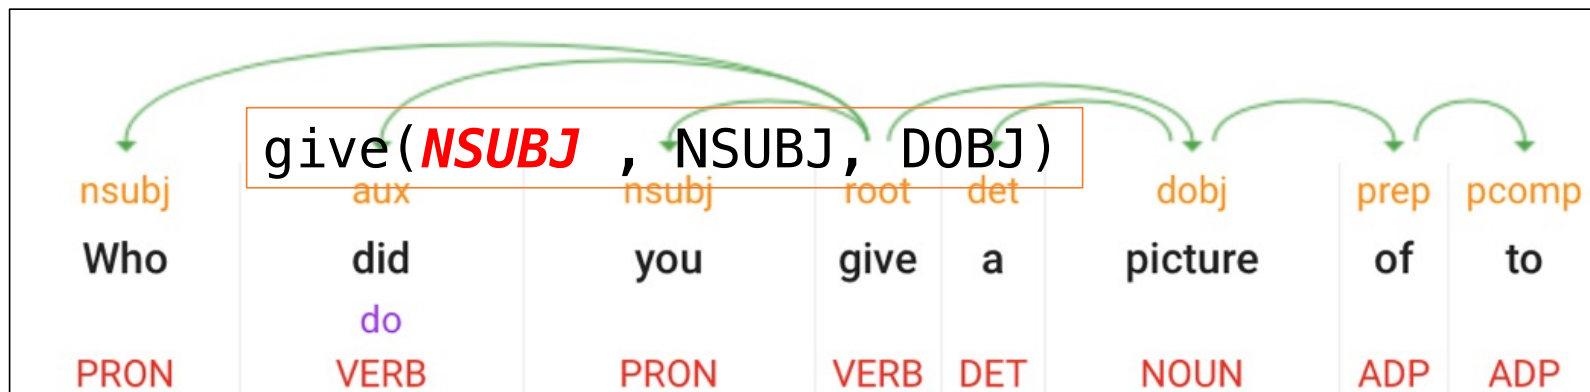 give(NSUBJ , NSUBJ, DOBJ)
nsubj aux nsubj root det dobj prep pcomp
Who did you give a picture of to
do
PRON VERB PRON VERB DET NOUN ADP ADP